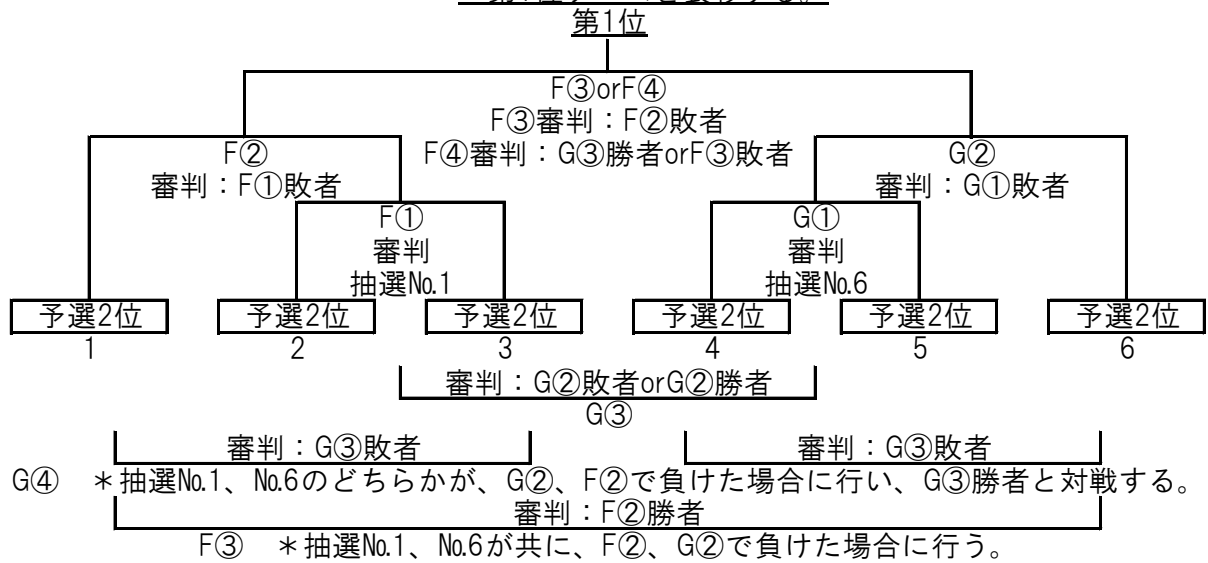 第1位
F③orF④
F③審判：F②敗者
F②
F④審判：G③勝者orF③敗者
G②
審判：F①敗者
審判：G①敗者
F①
G①
審判
審判
抽選№1
抽選№6
予選2位
予選2位
予選2位
予選2位
予選2位
予選2位
1
2
3
4
5
6
審判：G②敗者orG②勝者
G③
審判：G③敗者
審判：G③敗者
G④　＊抽選№1、№6のどちらかが、G②、F②で負けた場合に行い、G③勝者と対戦する。
審判：F②勝者
F③　＊抽選№1、№6が共に、F②、G②で負けた場合に行う。